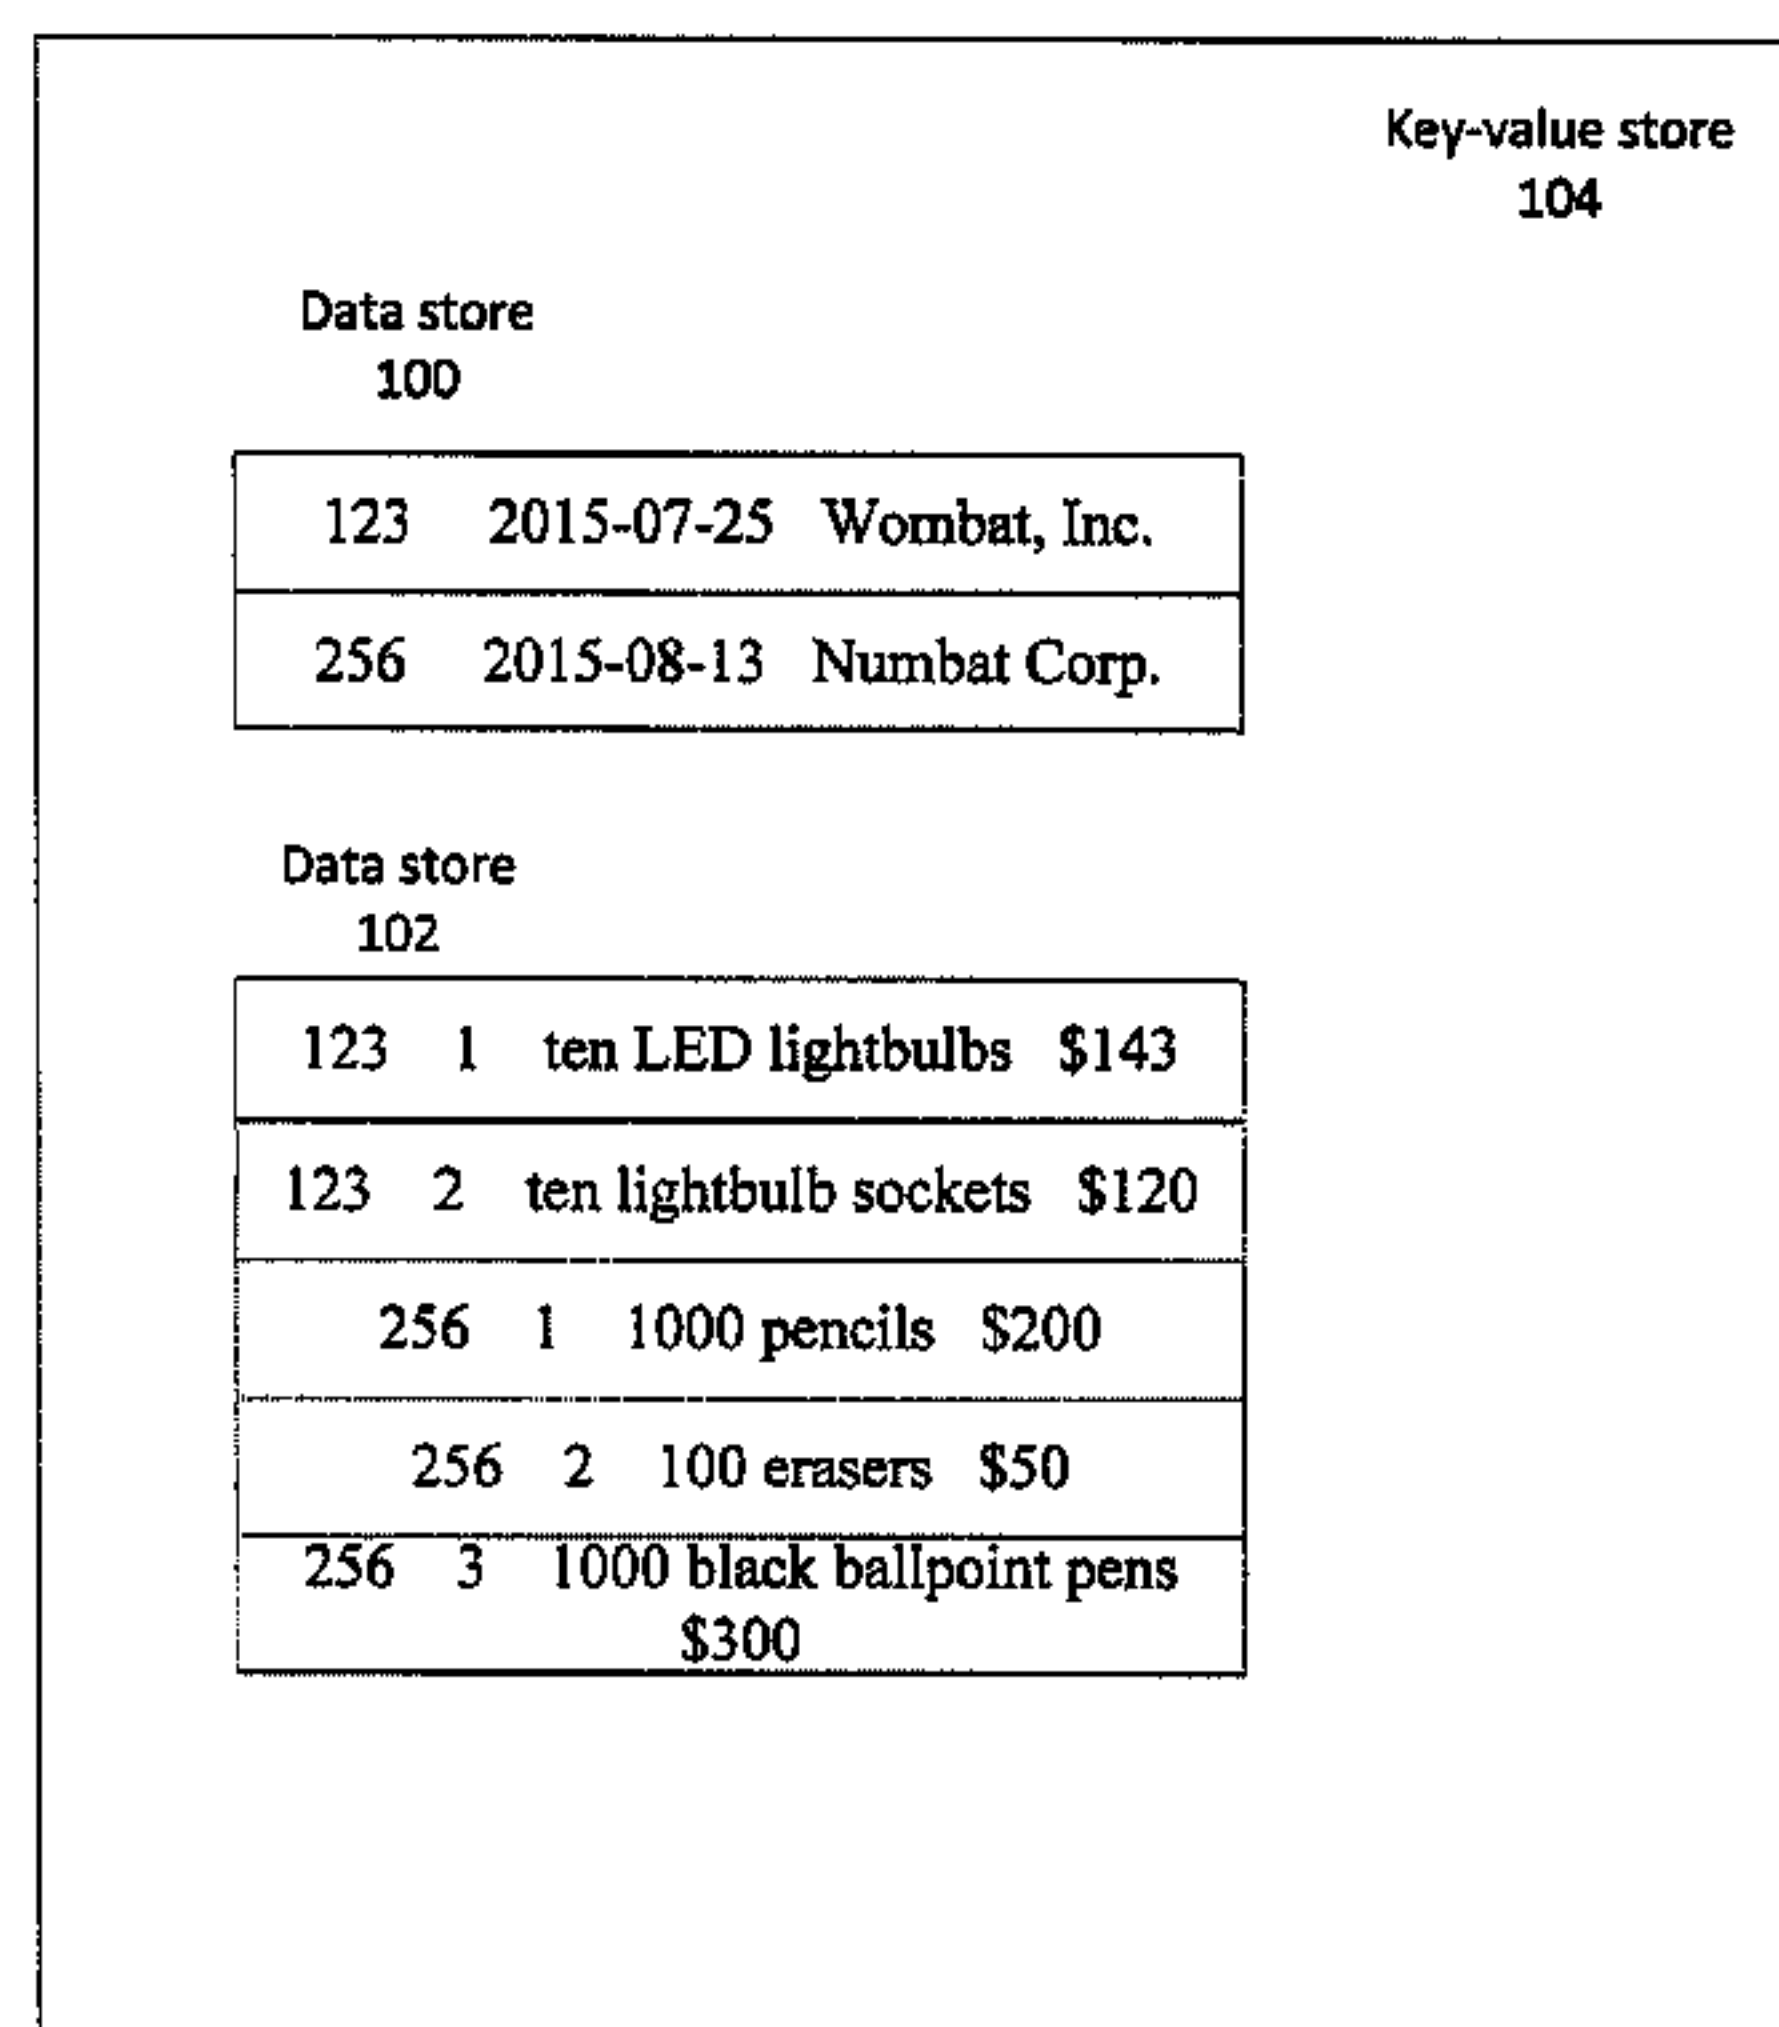 Key-value store
104
Data store
100
123 2015-07-25 Wombat, Inc.
256 2015-08-13 Numbat Corp.
Data store
102
123 1 ten LED lightbulbs $143
123 2 ten lightbulb sockets $120
256 1 1000 pencils $200
256 2 100 erasers $50
256 3 1000 black ballpoint pens
$300